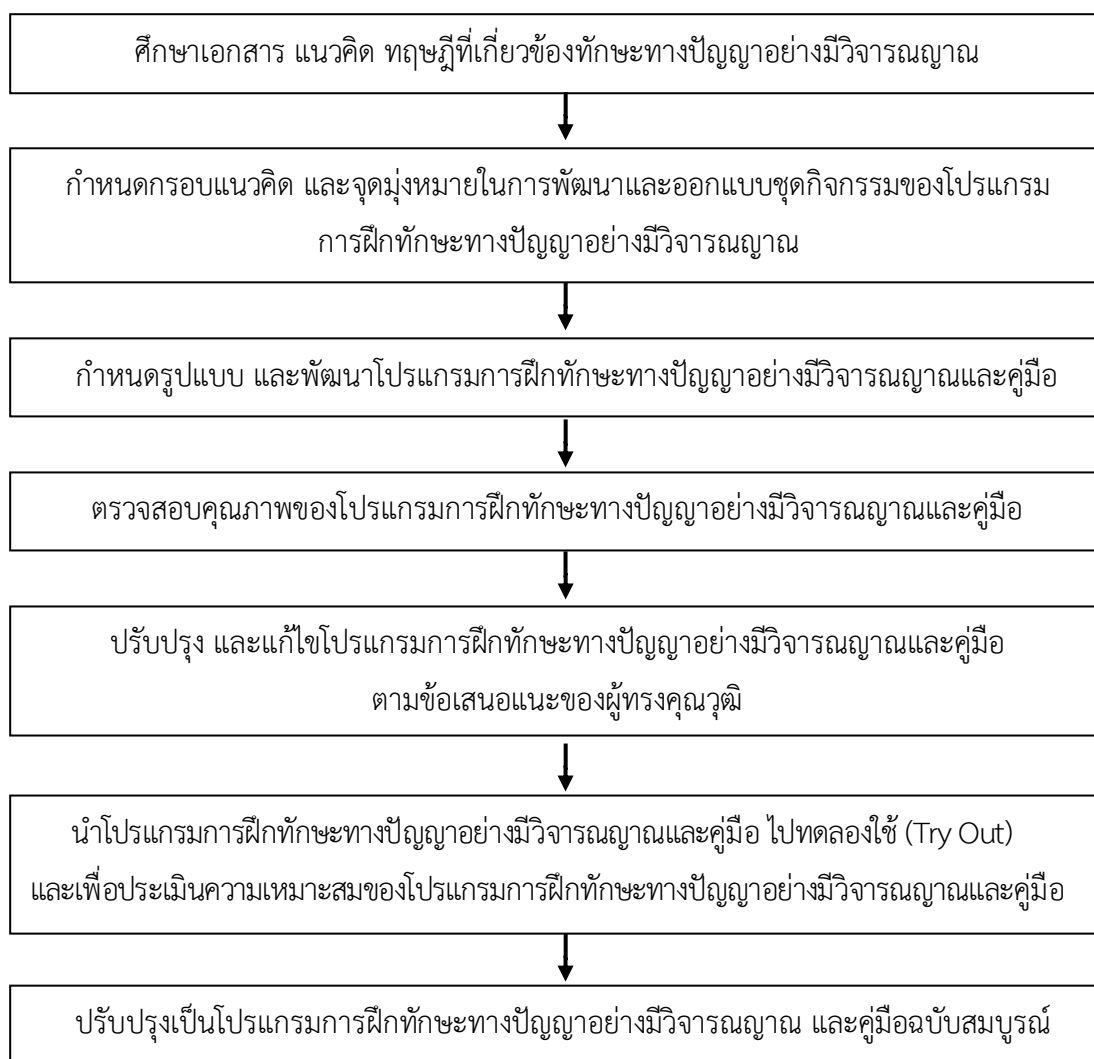 ศึกษาเอกสาร แนวคิด ทฤษฎีที่เกี่ยวข้องทักษะทางปัญญาอย่างมีวิจารณญาณ
กำหนดกรอบแนวคิด และจุดมุ่งหมายในการพัฒนาและออกแบบชุดกิจกรรมของโปรแกรม
การฝึกทักษะทางปัญญาอย่างมีวิจารณญาณ
กำหนดรูปแบบ และพัฒนาโปรแกรมการฝึกทักษะทางปัญญาอย่างมีวิจารณญาณและคู่มือ
ตรวจสอบคุณภาพของโปรแกรมการฝึกทักษะทางปัญญาอย่างมีวิจารณญาณและคู่มือ
ปรับปรุง และแก้ไขโปรแกรมการฝึกทักษะทางปัญญาอย่างมีวิจารณญาณและคู่มือ
ตามข้อเสนอแนะของผู้ทรงคุณวุฒิ
นำโปรแกรมการฝึกทักษะทางปัญญาอย่างมีวิจารณญาณและคู่มือ ไปทดลองใช้ (Try Out)
และเพื่อประเมินความเหมาะสมของโปรแกรมการฝึกทักษะทางปัญญาอย่างมีวิจารณญาณและคู่มือ
ปรับปรุงเป็นโปรแกรมการฝึกทักษะทางปัญญาอย่างมีวิจารณญาณ และคู่มือฉบับสมบูรณ์